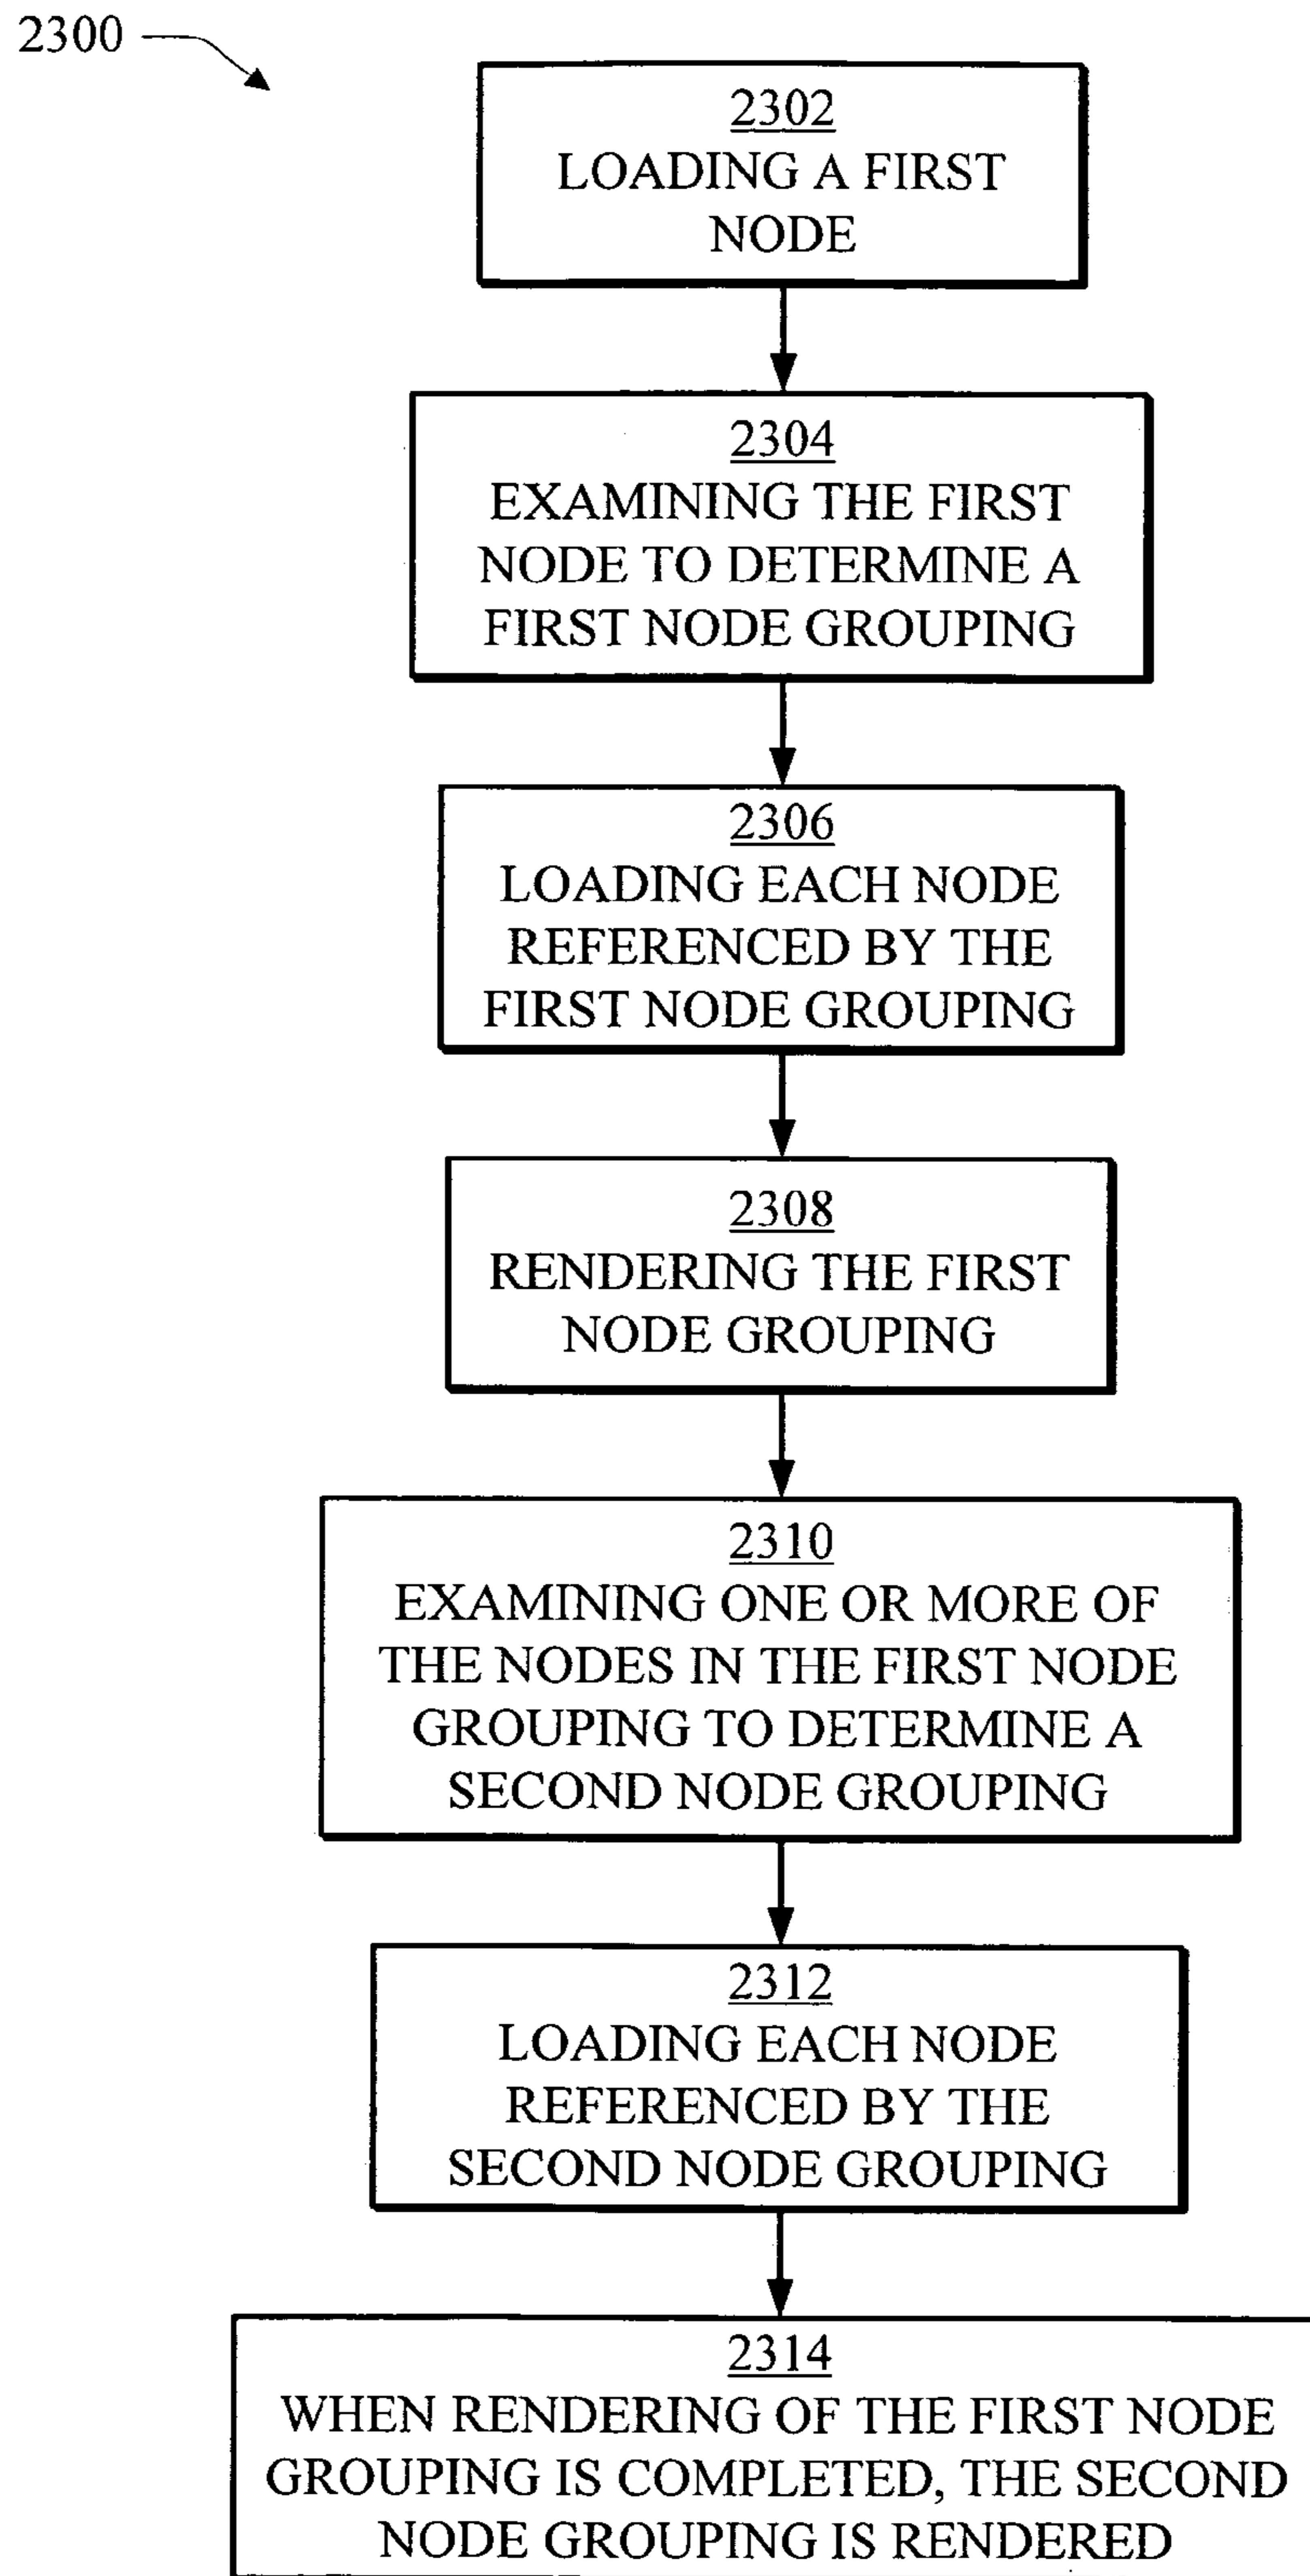 2300
2302
LOADING A FIRST
NODE
2304
EXAMINING THE FIRST
NODE TO DETERMINE A
FIRST NODE GROUPING
2306
LOADING EACH NODE
REFERENCED BY THE
FIRST NODE GROUPING
2308
RENDERING THE FIRST
NODE GROUPING
2310
EXAMINING ONE OR MORE OF
THE NODES IN THE FIRST NODE
GROUPING TO DETERMINE A
SECOND NODE GROUPING
2312
LOADING EACH NODE
REFERENCED BY THE
SECOND NODE GROUPING
2314
WHEN RENDERING OF THE FIRST NODE
GROUPING IS COMPLETED, THE SECOND
NODE GROUPING IS RENDERED